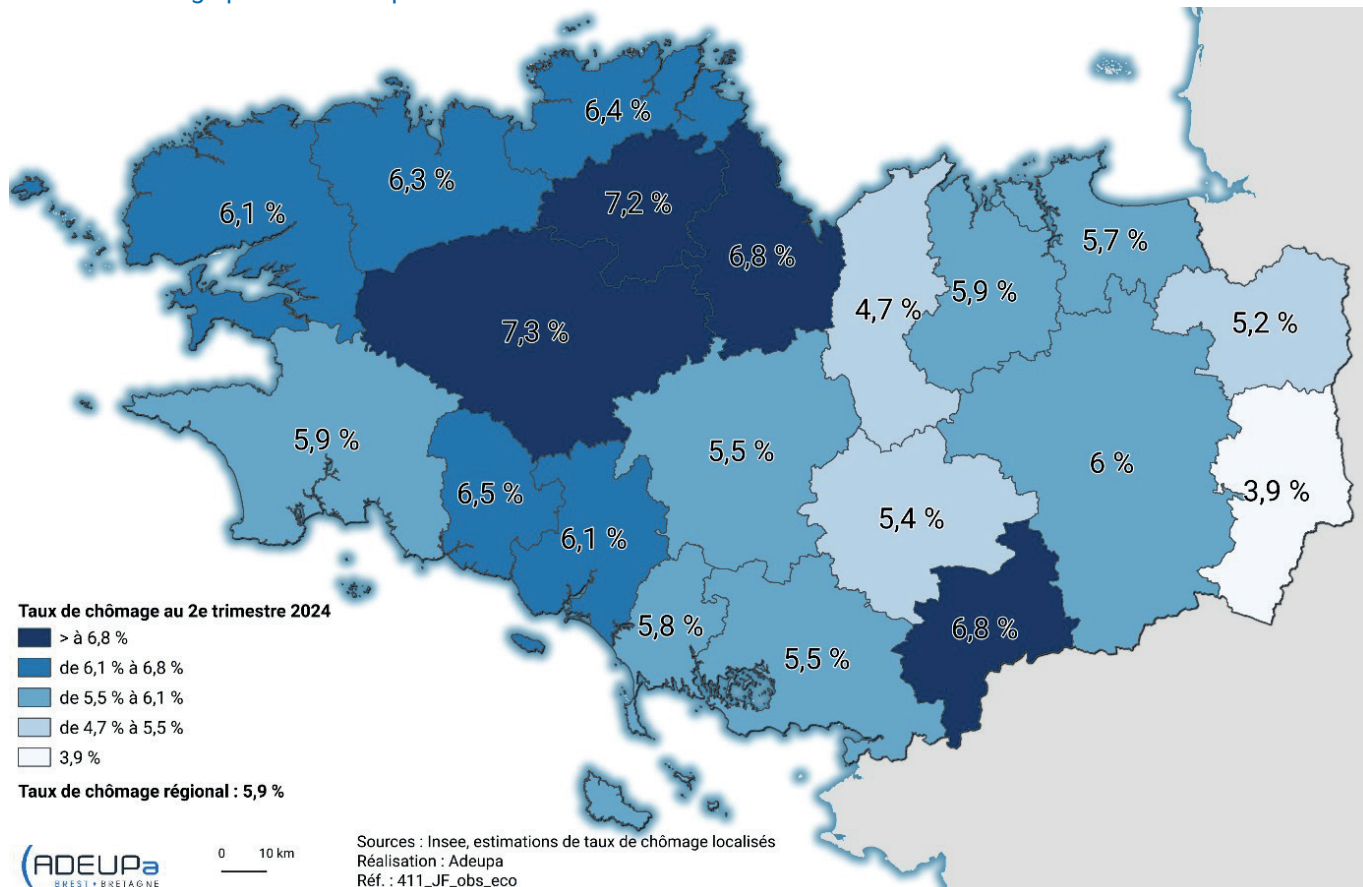 6,4 %
6,3 %
7,2 %
6,1 %
6,8 %
5,7 %
5,9 %
4,7 %
5,2 %
7,3 %
5,9 %
5,5 %
6 %
6,5 %
3,9 %
5,4 %
6,1 %
5,8 %
6,8 %
5,5 %
Taux de chômage au 2e trimestre 2024
> à 6,8 %
de 6,1 % à 6,8 %
de 5,5 % à 6,1 %
de 4,7 % à 5,5 %
3,9 %
Taux de chômage régional : 5,9 %
ADEUPa
BREST • BRETAGNE
0 10 km
Sources : Insee, estimations de taux de chômage localisés
Réalisation : Adeupa
Réf. : 411_JF_obs_eco